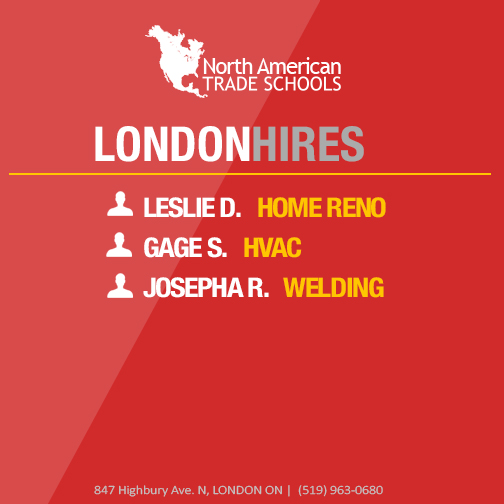 North American
TRADE SCHOOLS
LONDONHIRES
LESLIE D. HOME RENO
GAGE S. HVAC
JOSEPHA R. WELDING
847 Highbury Ave. N, LONDON ON | (519) 963-0680